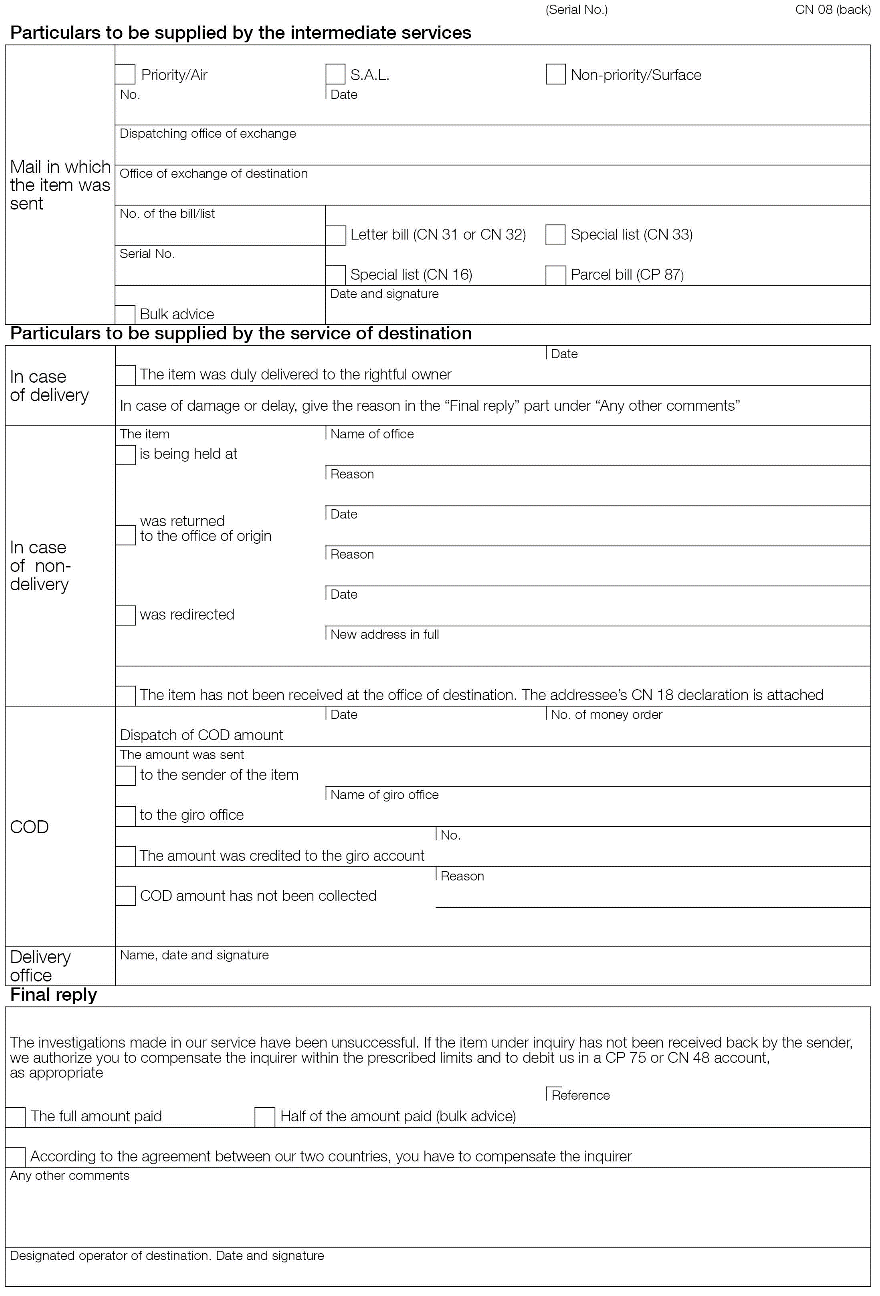 (Serial No.) CN 08 (back)
Particulars to be supplied by the intermediate services
Mail in which
the item was
sent
Priority/Air S.A.L. Non-priority/Surface
No. Date
Dispatching office of exchange
Office of exchange of destination
No. of the bill/list
Letter bill (CN 31 or CN 32) Special list (CN 33)
Serial No.
Special list (CN 16) Parcel bill (CP 87)
Date and signature
Bulk advice
Particulars to be supplied by the service of destination
In case
of delivery
Date
The item was duly delivered to the rightful owner
In case of damage or delay, give the reason in the “Final reply” part under “Any other comments”
In case
of non-
delivery
The item Name of office
is being held at
Reason
Date
was returned
to the office of origin
Reason
Date
was redirected
New address in full
The item has not been received at the office of destination. The addressee’s CN 18 declaration is attached
COD
Date No. of money order
Dispatch of COD amount
The amount was sent
to the sender of the item
Name of giro office
to the giro office
No.
The amount was credited to the giro account
Reason
COD amount has not been collected
Delivery
office
Name, date and signature
Final reply
The investigations made in our service have been unsuccessful. If the item under inquiry has not been received back by the sender,
we authorize you to compensate the inquirer within the prescribed limits and to debit us in a CP 75 or CN 48 account,
as appropriate
Reference
The full amount paid Half of the amount paid (bulk advice)
According to the agreement between our two countries, you have to compensate the inquirer
Any other comments
Designated operator of destination. Date and signature